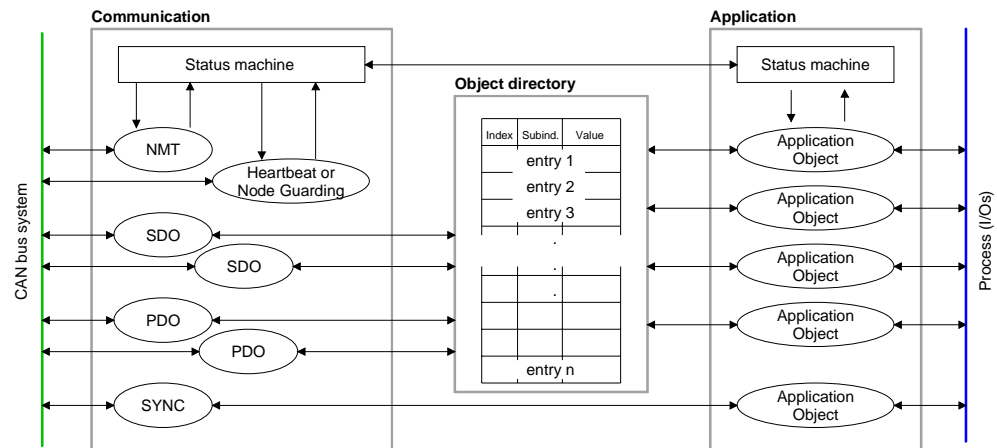 Communication
Application
Status machine
Status machine
Object directory
Index Subind. Value
NMT
entry 1
Application
Object
Heartbeat or
Node Guarding
entry 2
entry 3
Application
Object
SDO
.
SDO
.
Application
Object
.
PDO
Application
Object
PDO
entry n
SYNC
Application
Object
CAN bus system
Process (I/Os)